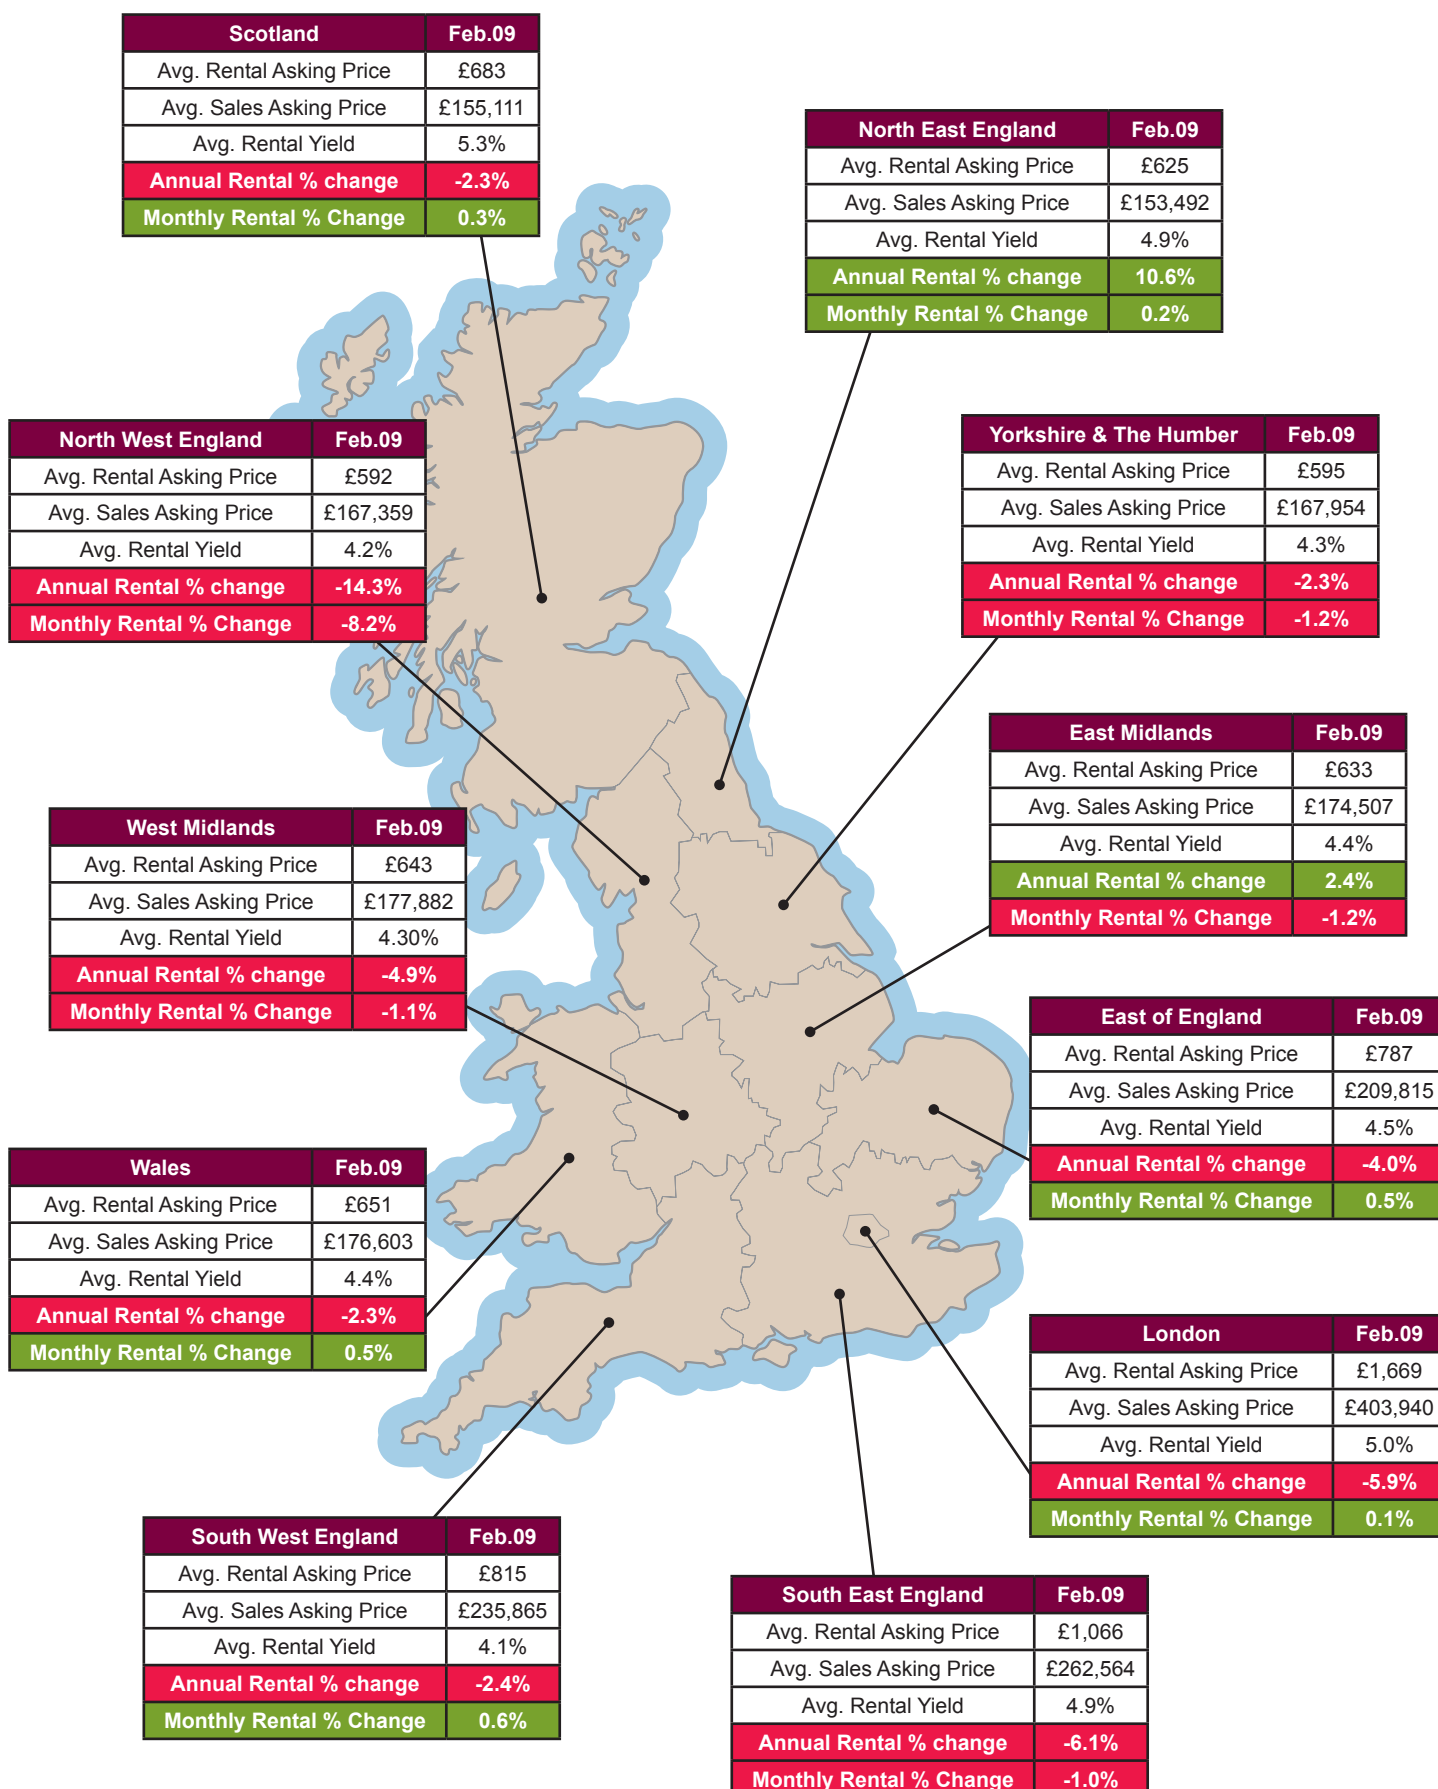 Scotland Feb.09
Avg. Rental Asking Price £683
Avg. Sales Asking Price £155,111
Avg. Rental Yield 5.3%
Annual Rental % change -2.3%
Monthly Rental % Change 0.3%
North East England Feb.09
Avg. Rental Asking Price £625
Avg. Sales Asking Price £153,492
Avg. Rental Yield 4.9%
Annual Rental % change 10.6%
Monthly Rental % Change 0.2%
North West England Feb.09
Avg. Rental Asking Price £592
Avg. Sales Asking Price £167,359
Avg. Rental Yield 4.2%
Annual Rental % change -14.3%
Monthly Rental % Change -8.2%
Yorkshire & The Humber Feb.09
Avg. Rental Asking Price £595
Avg. Sales Asking Price £167,954
Avg. Rental Yield 4.3%
Annual Rental % change -2.3%
Monthly Rental % Change -1.2%
East Midlands Feb.09
Avg. Rental Asking Price £633
Avg. Sales Asking Price £174,507
Avg. Rental Yield 4.4%
Annual Rental % change 2.4%
Monthly Rental % Change -1.2%
West Midlands Feb.09
Avg. Rental Asking Price £643
Avg. Sales Asking Price £177,882
Avg. Rental Yield 4.30%
Annual Rental % change -4.9%
Monthly Rental % Change -1.1%
East of England Feb.09
Avg. Rental Asking Price £787
Avg. Sales Asking Price £209,815
Avg. Rental Yield 4.5%
Annual Rental % change -4.0%
Monthly Rental % Change 0.5%
Wales Feb.09
Avg. Rental Asking Price £651
Avg. Sales Asking Price £176,603
Avg. Rental Yield 4.4%
Annual Rental % change -2.3%
Monthly Rental % Change 0.5%
London Feb.09
Avg. Rental Asking Price £1,669
Avg. Sales Asking Price £403,940
Avg. Rental Yield 5.0%
Annual Rental % change -5.9%
Monthly Rental % Change 0.1%
South West England Feb.09
Avg. Rental Asking Price £815
Avg. Sales Asking Price £235,865
Avg. Rental Yield 4.1%
Annual Rental % change -2.4%
Monthly Rental % Change 0.6%
South East England Feb.09
Avg. Rental Asking Price £1,066
Avg. Sales Asking Price £262,564
Avg. Rental Yield 4.9%
Annual Rental % change -6.1%
Monthly Rental % Change -1.0%